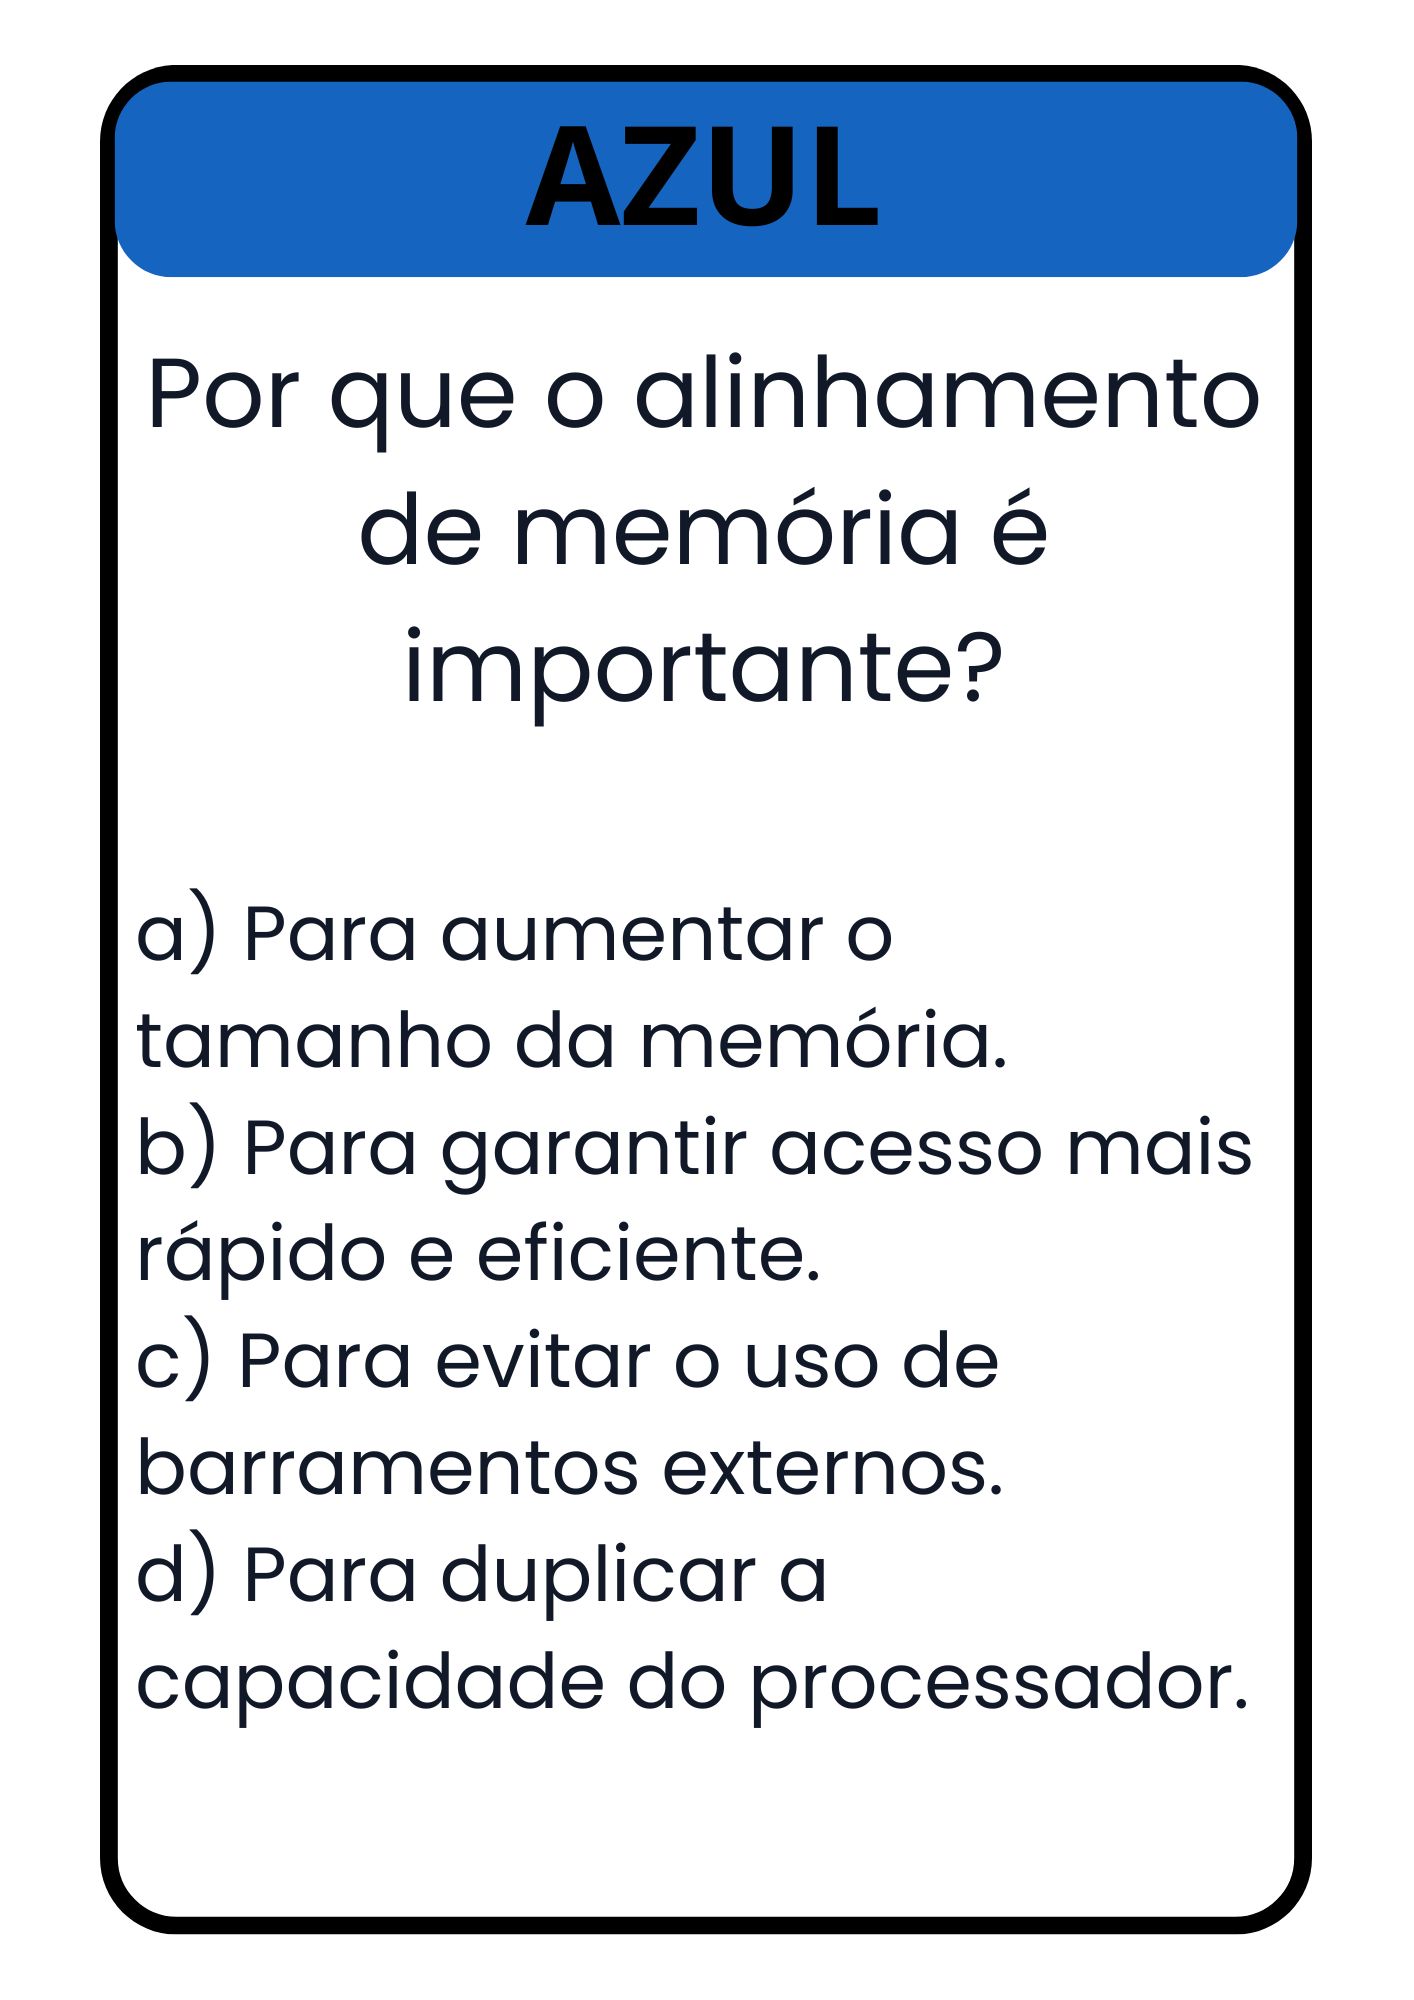 AZUL
Por que o alinhamento
de memória é
importante?
a) Para aumentar o
tamanho da memória.
b) Para garantir acesso mais
rápido e eficiente.
c) Para evitar o uso de
barramentos externos.
d) Para duplicar a
capacidade do processador.